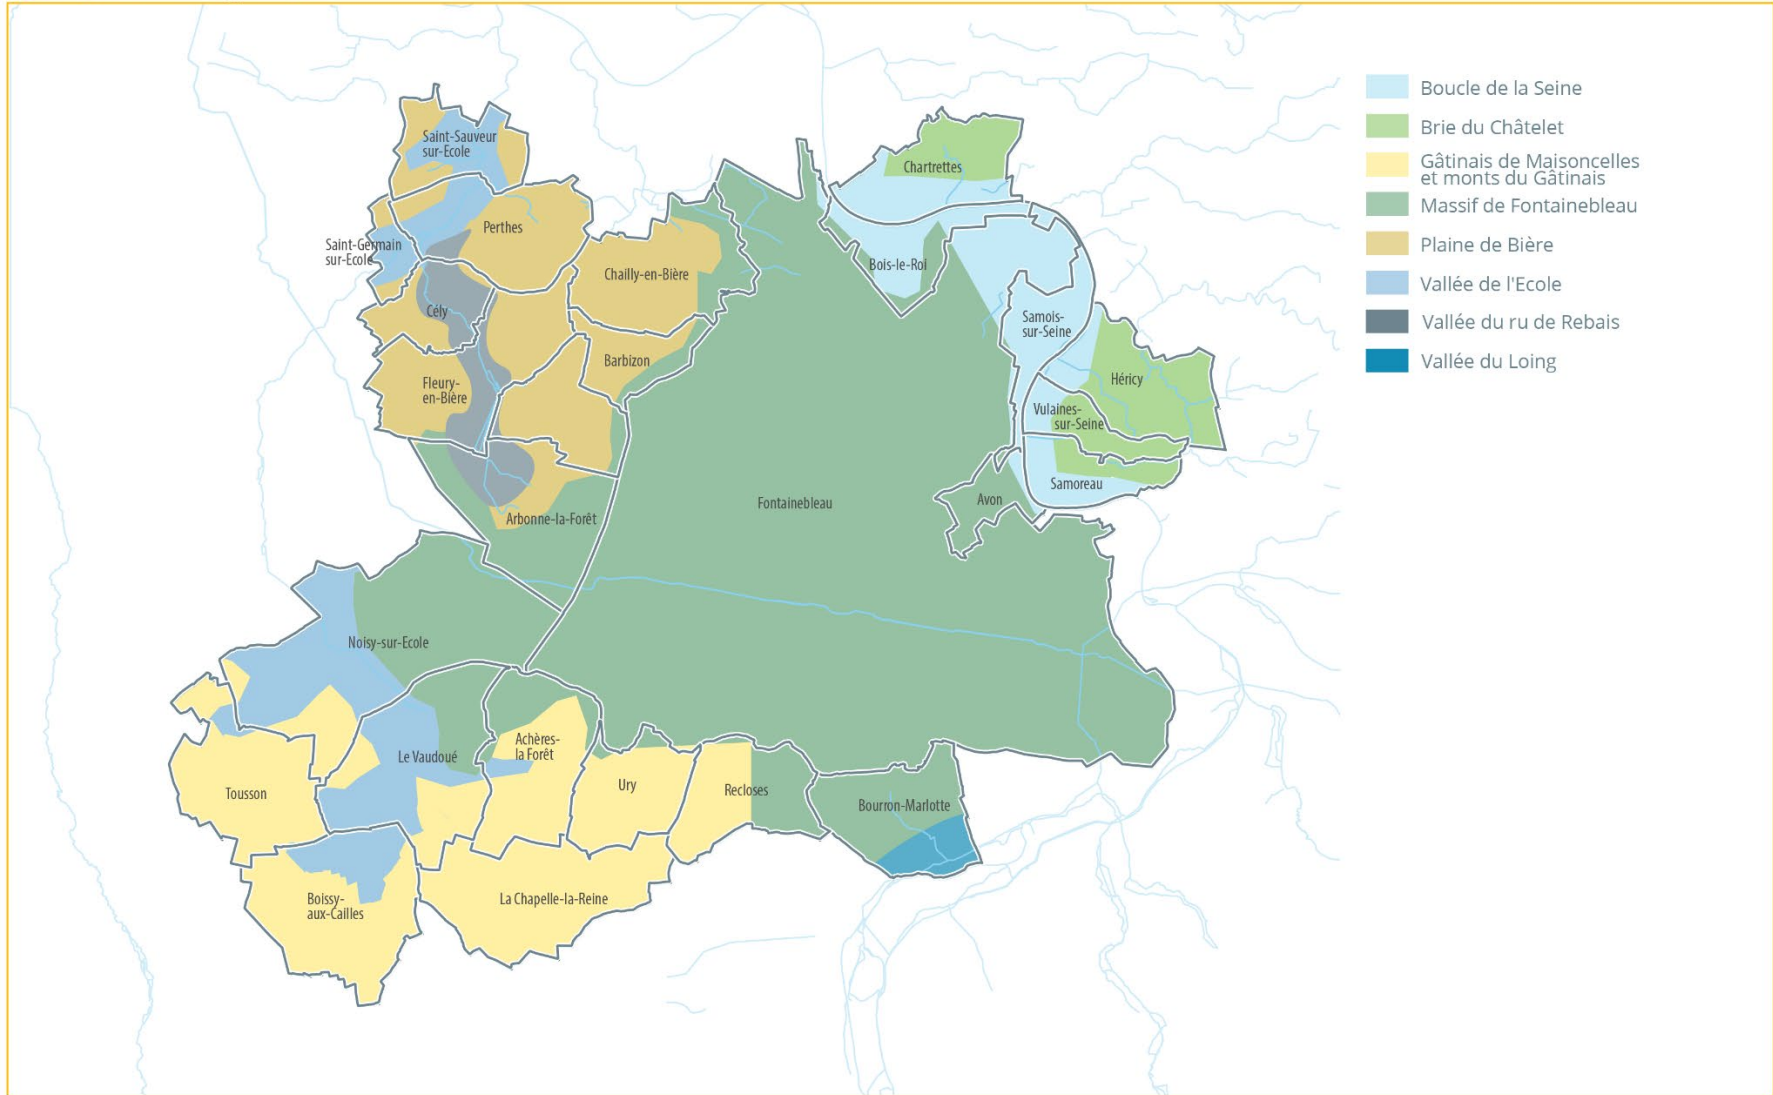 Boucle de la Seine
Brie du Châtelet
Gâtinais de Maisoncelles
et monts du Gâtinais
Massif de Fontainebleau
Plaine de Bière
Vallée de l'Ecole
Vallée du ru de Rebais
Vallée du Loing
Saint-Sauveur
sur-Ecole
Chartrettes
Perthes
Saint-Germain
sur-Ecole
Bois-le-Roi
Chailly-en-Bière
Cély
Samois-
sur-Seine
Barbizon
Héricy
Fleury-
en-Bière
Vulaines-
sur-Seine
Samoreau
Avon
Fontainebleau
Arbonne-la-Forêt
Noisy-sur-Ecole
Achères-
la Forêt
Le Vaudoué
Ury
Recloses
Tousson
Bourron-Marlotte
Boissy-
aux-Cailles
La Chapelle-la-Reine